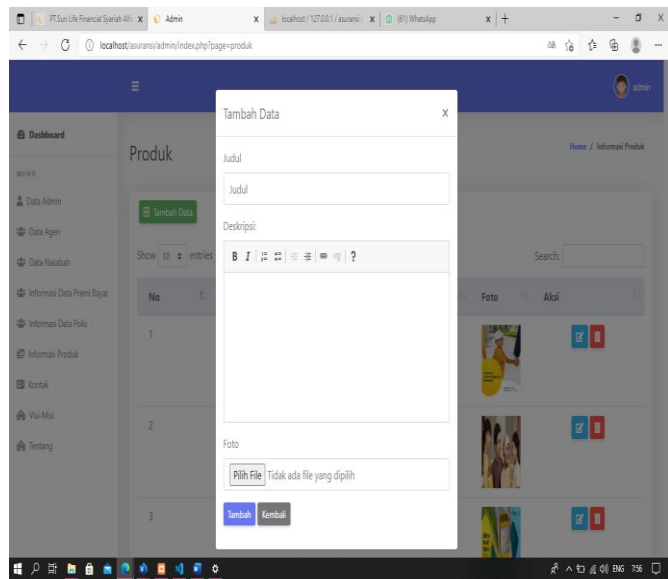 PT.Sun Life Financial Syariah Alli X
Admin X
localhost / 127.0.0.1 / asuransi / X
(61) WhatsApp X
localhost/asuransi/admin/index.php?page=produk
admin
Dashboard
MENU
Data Admin
Data Agen
Data Nasabah
Informasi Data Premi Bayar
Informasi Data Polis
Informasi Produk
Kontak
Visi-Misi
Tentang
Produk
Home / Informasi Produk
Tambah Data
Show 10 entries
Search:
No
Foto
Aksi
1
2
3
Tambah Data
X
Judul
Judul
Deskripsi:
B I ?
Foto
Pilih File Tidak ada file yang dipilih
Tambah Kembali
ENG 7:56